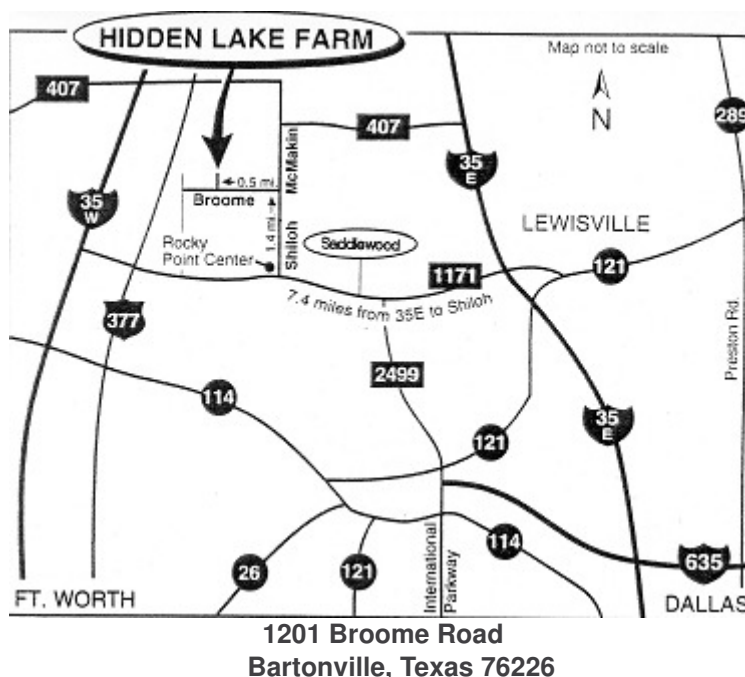 HIDDEN LAKE FARM
Map not to scale
407
289
N
407
McMakin
35
E
35
W
0.5 mi.
Broome
1.4 mi.
Shiloh
LEWISVILLE
Rocky
Point Center
Saddlewood
121
1171
7.4 miles from 35E to Shiloh
377
Preston Rd.
2499
114
35
E
121
114
635
26
121
International
Parkway
FT. WORTH
DALLAS
1201 Broome Road
Bartonville, Texas 76226